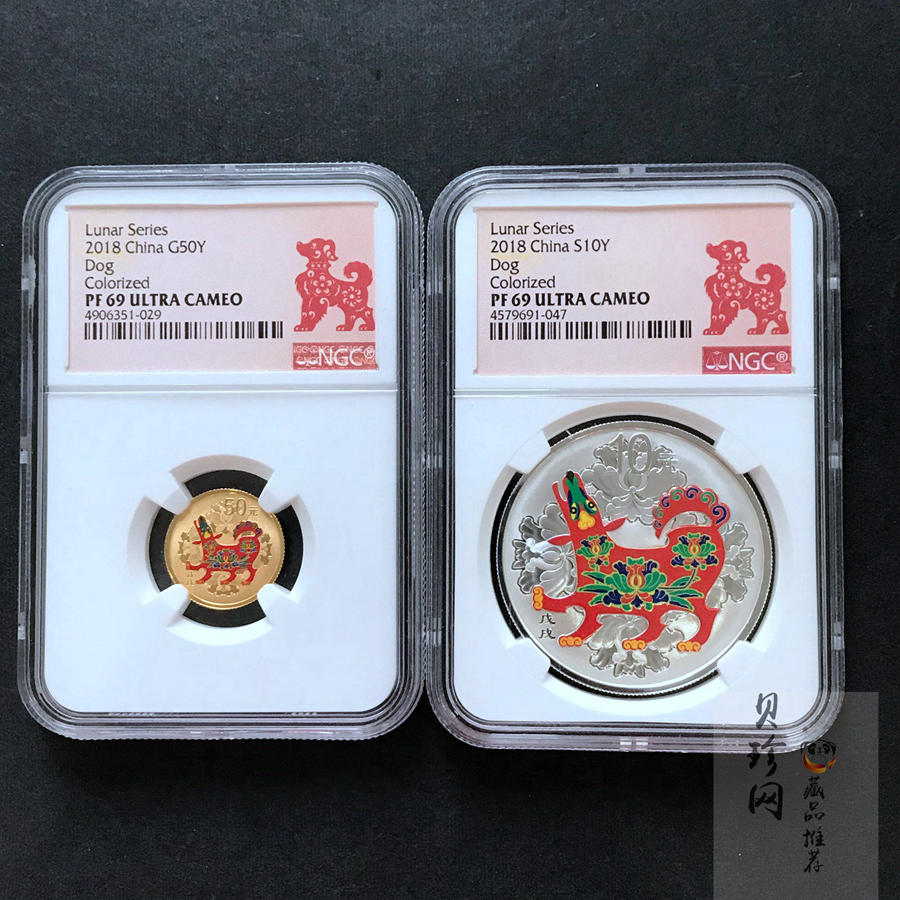 Lunar Series
2018 China G50Y
Dog
Colorized
PF 69 ULTRA CAMEO
4906351-029
NGC®
50元
戊戌
Lunar Series
2018 China S10Y
Dog
Colorized
PF 69 ULTRA CAMEO
4579691-047
NGC®
10元
戊戌
贝珍网
藏品推荐